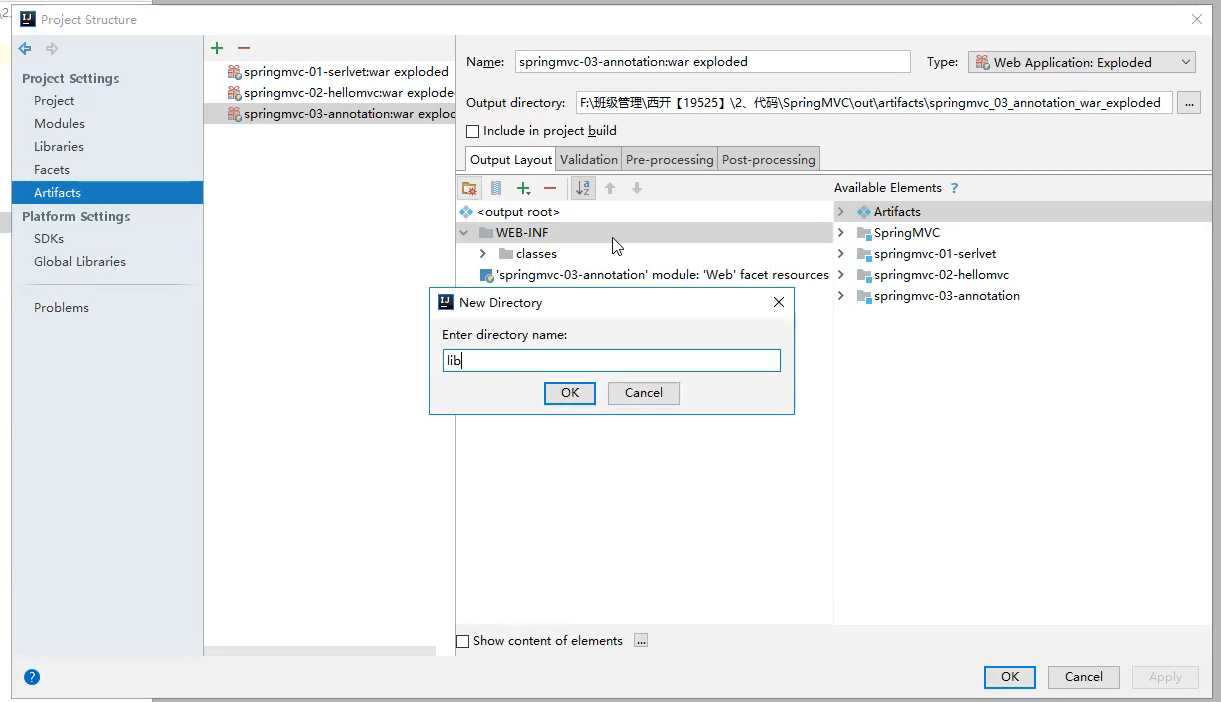 \2.
Project Structure
Project Settings
Project
Modules
Libraries
Facets
Artifacts
Platform Settings
SDKs
Global Libraries
Problems
springmvc-01-serlvet:war exploded
springmvc-02-hellomvc:war explode
springmvc-03-annotation:war exploc
Name: springmvc-03-annotation:war exploded
Type: Web Application: Exploded
Output directory: F:\班级管理\西开【19525】\2、代码\SpringMVC\out\artifacts\springmvc_03_annotation_war_exploded ...
Include in project build
Output Layout Validation Pre-processing Post-processing
Available Elements ?
<output root>
WEB-INF
classes
'springmvc-03-annotation' module: 'Web' facet resources
Artifacts
SpringMVC
springmvc-01-serlvet
springmvc-02-hellomvc
springmvc-03-annotation
New Directory
Enter directory name:
lib
OK Cancel
Show content of elements ...
? OK Cancel Apply